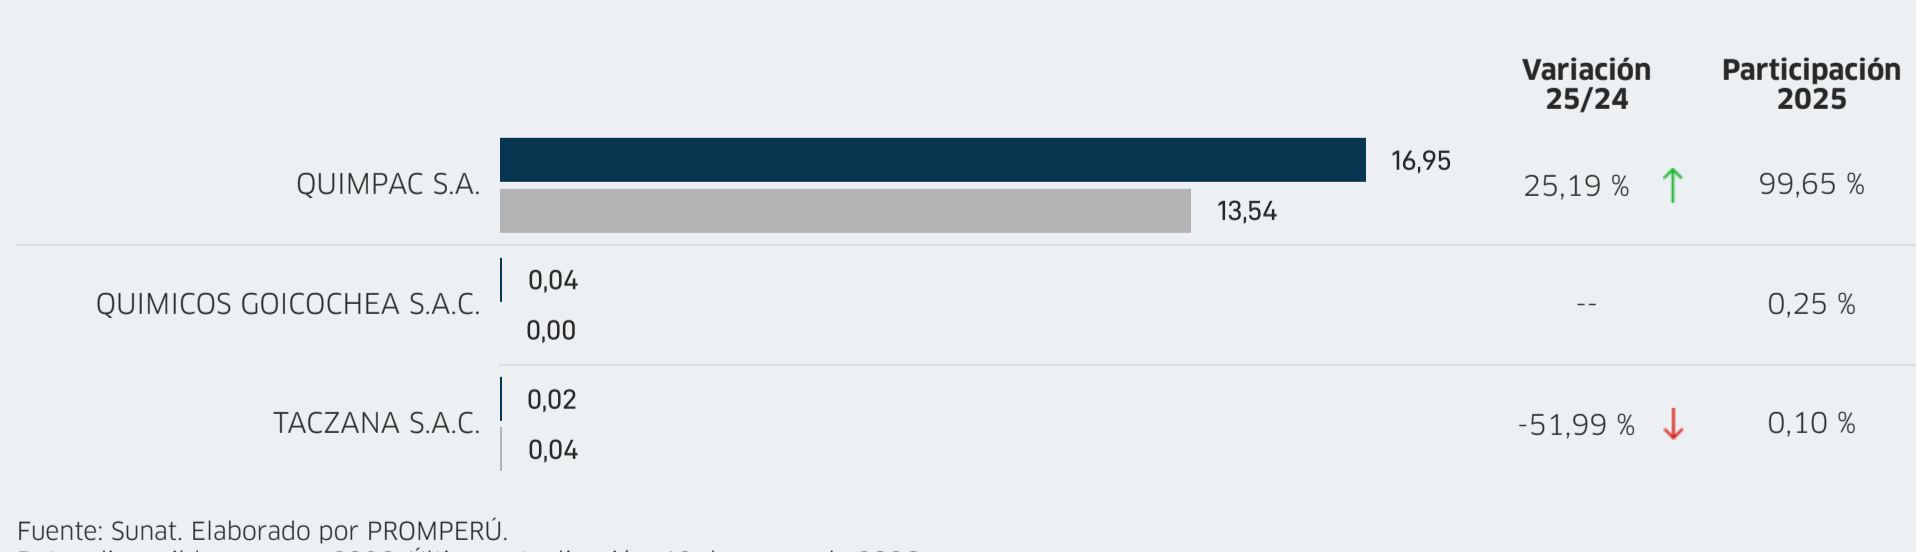 Variación Participación
25/24 2025
QUIMPAC S.A. 16,95 25,19 % ↑ 99,65 %
13,54
QUIMICOS GOICOCHEA S.A.C. 0,04 -- 0,25 %
0,00
TACZANA S.A.C. 0,02 -51,99 % ↓ 0,10 %
0,04
Fuente: Sunat. Elaborado por PROMPERÚ.